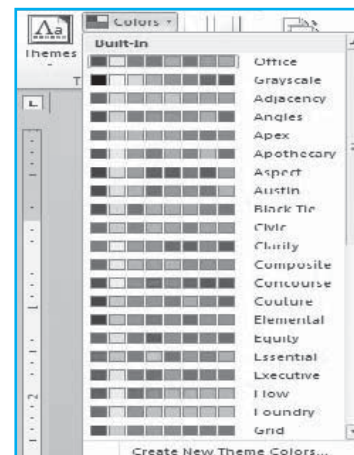 Aa
Colors
Themes
Built-In
Office
Grayscale
Adjacency
Angles
Apex
Apothecary
Aspect
Austin
Black Tie
Civic
Clarity
Composite
Concourse
Couture
Elemental
Equity
Essential
Executive
Flow
Foundry
Grid
Create New Theme Colors...